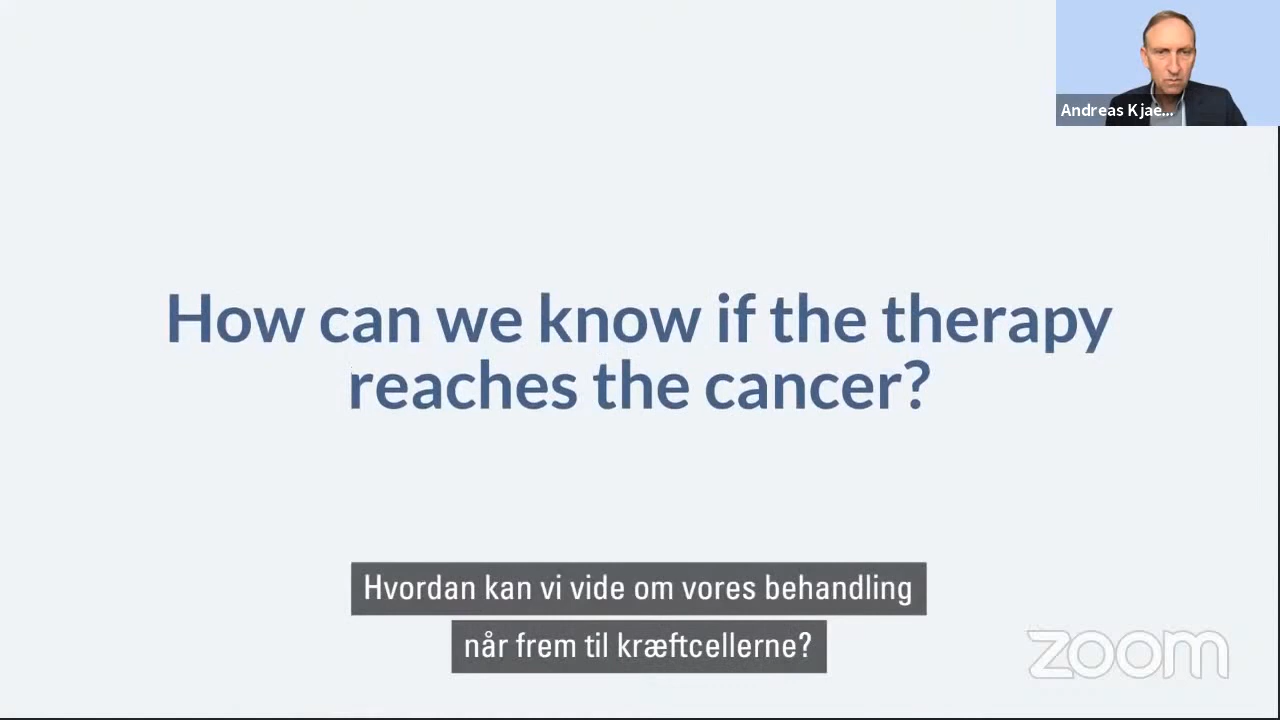 Andreas Kjae...
How can we know if the therapy
reaches the cancer?
Hvordan kan vi vide om vores behandling
når frem til kræftcellerne?
zoom